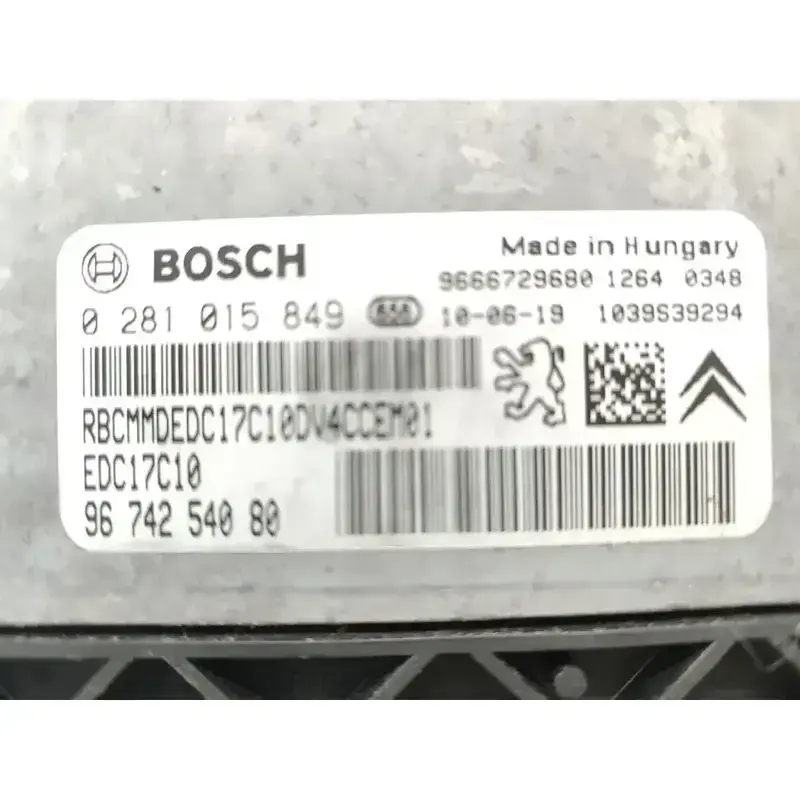 BOSCH
Made in Hungary
9666729680 1264 0348
0 281 015 849
10-06-19 1039S39294
RBCMMDEDC17C10DV4CCEM01
EDC17C10
96 742 540 80